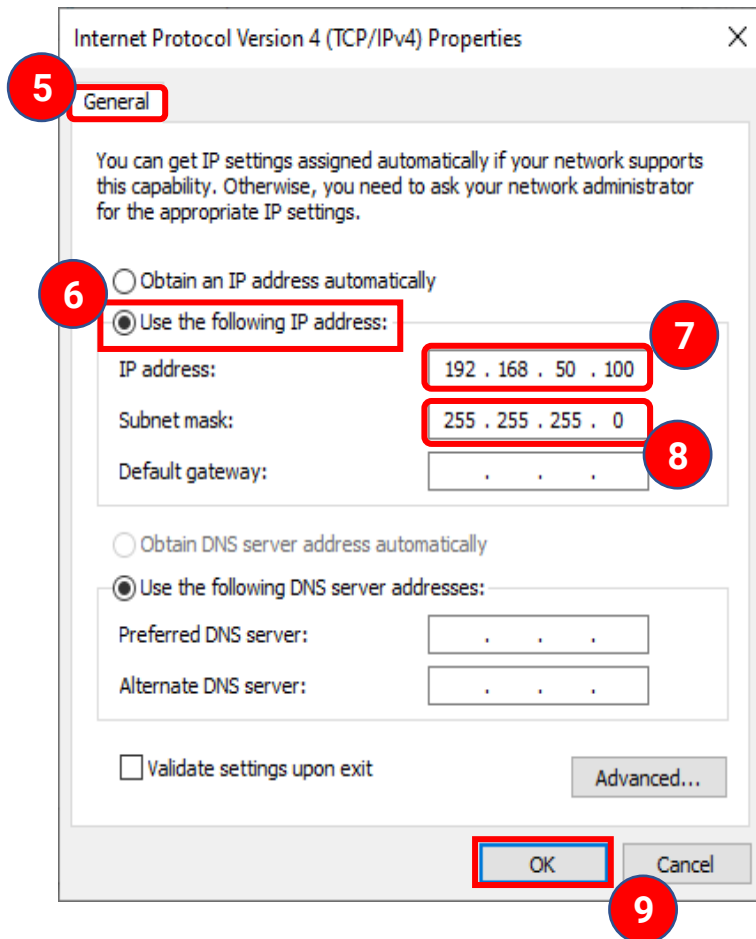 Internet Protocol Version 4 (TCP/IPv4) Properties
5
General
You can get IP settings assigned automatically if your network supports
this capability. Otherwise, you need to ask your network administrator
for the appropriate IP settings.
Obtain an IP address automatically
6
Use the following IP address:
7
IP address: 192 . 168 . 50 . 100
Subnet mask: 255 . 255 . 255 . 0
8
Default gateway: . . .
Obtain DNS server address automatically
Use the following DNS server addresses:
Preferred DNS server: . . .
Alternate DNS server: . . .
Validate settings upon exit
Advanced...
OK Cancel
9